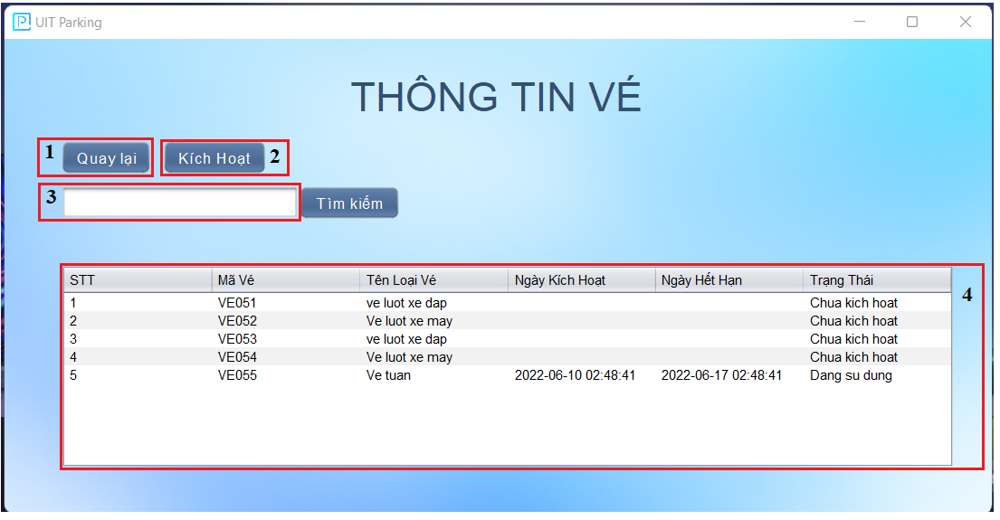 UIT Parking
THÔNG TIN VÉ
1 Quay lại Kích Hoạt 2
3 Tìm kiếm
STT Mã Vé Tên Loại Vé Ngày Kích Hoạt Ngày Hết Hạn Trạng Thái
4
1 VE051 ve luot xe dap Chua kich hoat
2 VE052 Ve luot xe may Chua kich hoat
3 VE053 ve luot xe dap Chua kich hoat
4 VE054 Ve luot xe may Chua kich hoat
5 VE055 Ve tuan 2022-06-10 02:48:41 2022-06-17 02:48:41 Dang su dung